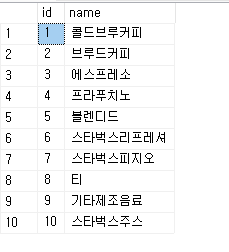 id name
1 1 콜드브루커피
2 2 브루드커피
3 3 에스프레소
4 4 프라푸치노
5 5 블렌디드
6 6 스타벅스리프레셔
7 7 스타벅스피지오
8 8 티
9 9 기타제조음료
10 10 스타벅스주스